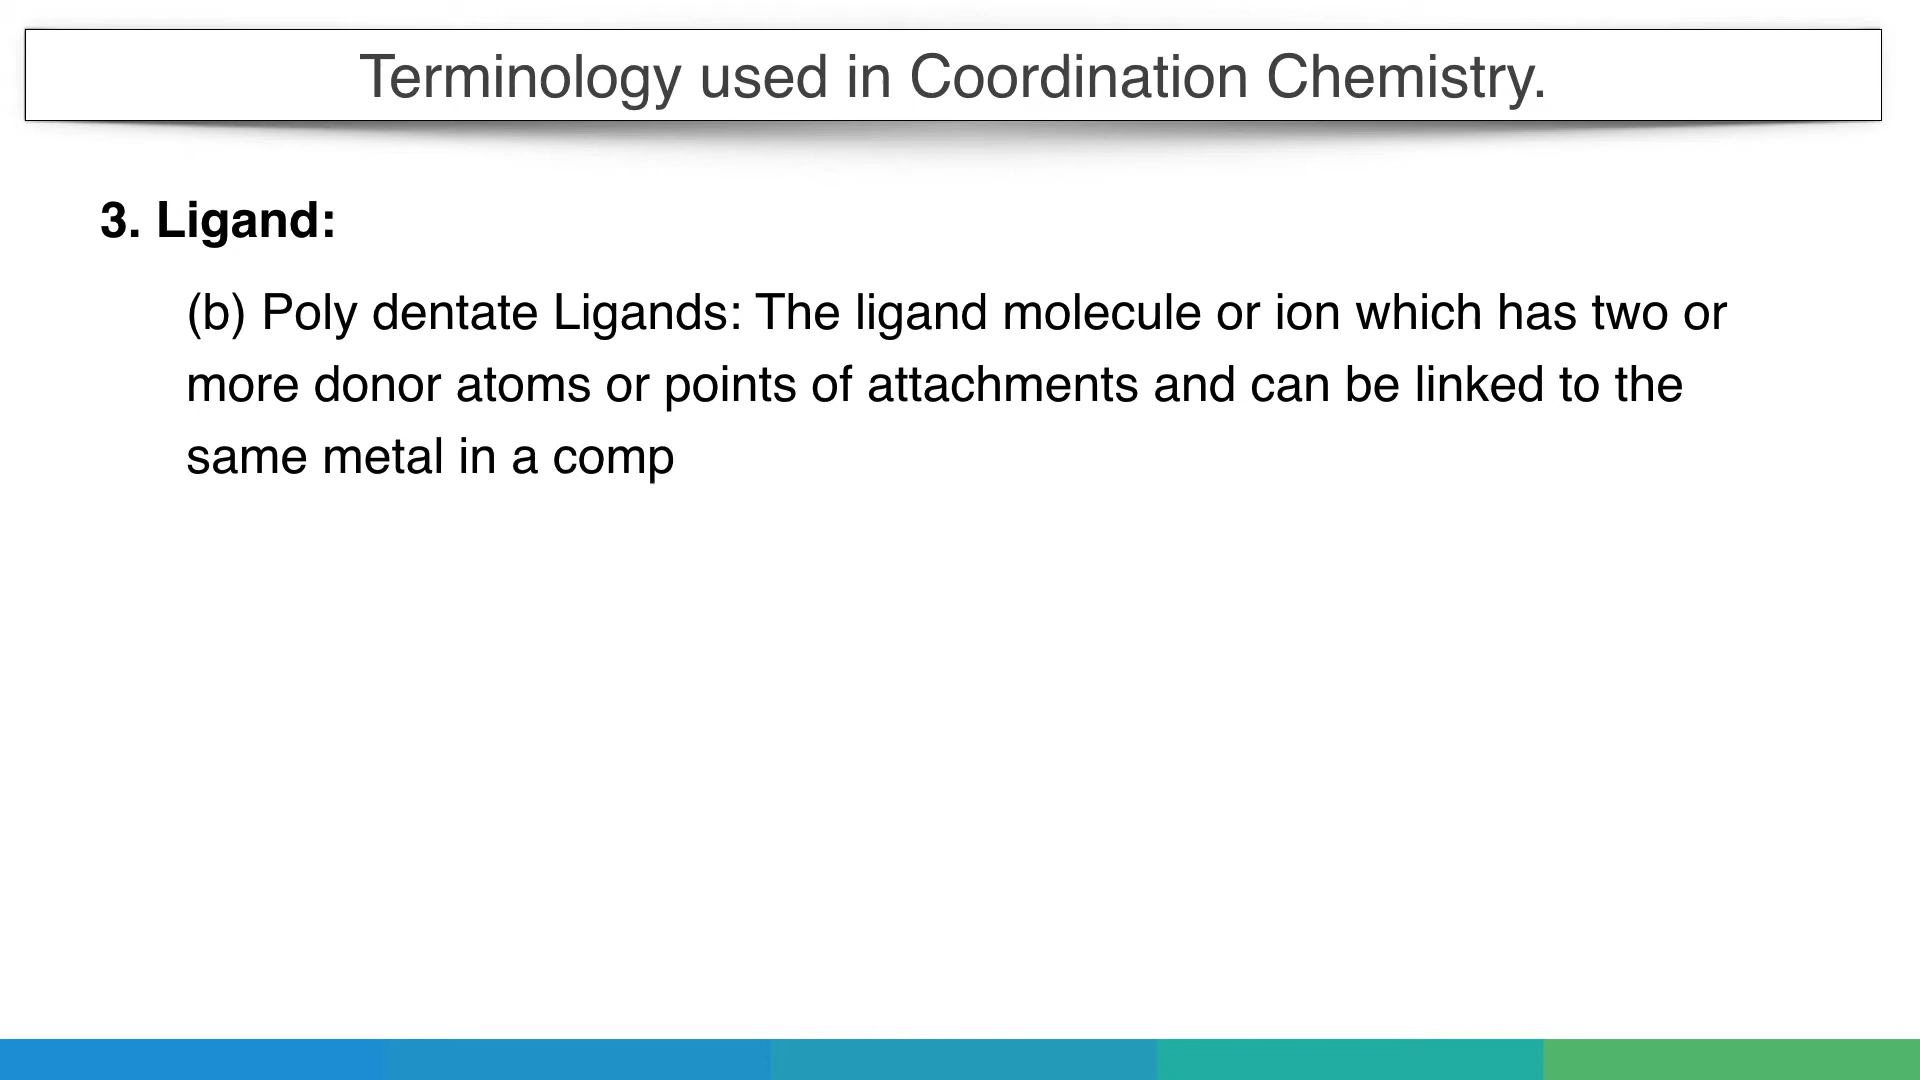 Terminology used in Coordination Chemistry.
3. Ligand:
(b) Poly dentate Ligands: The ligand molecule or ion which has two or
more donor atoms or points of attachments and can be linked to the
same metal in a comp